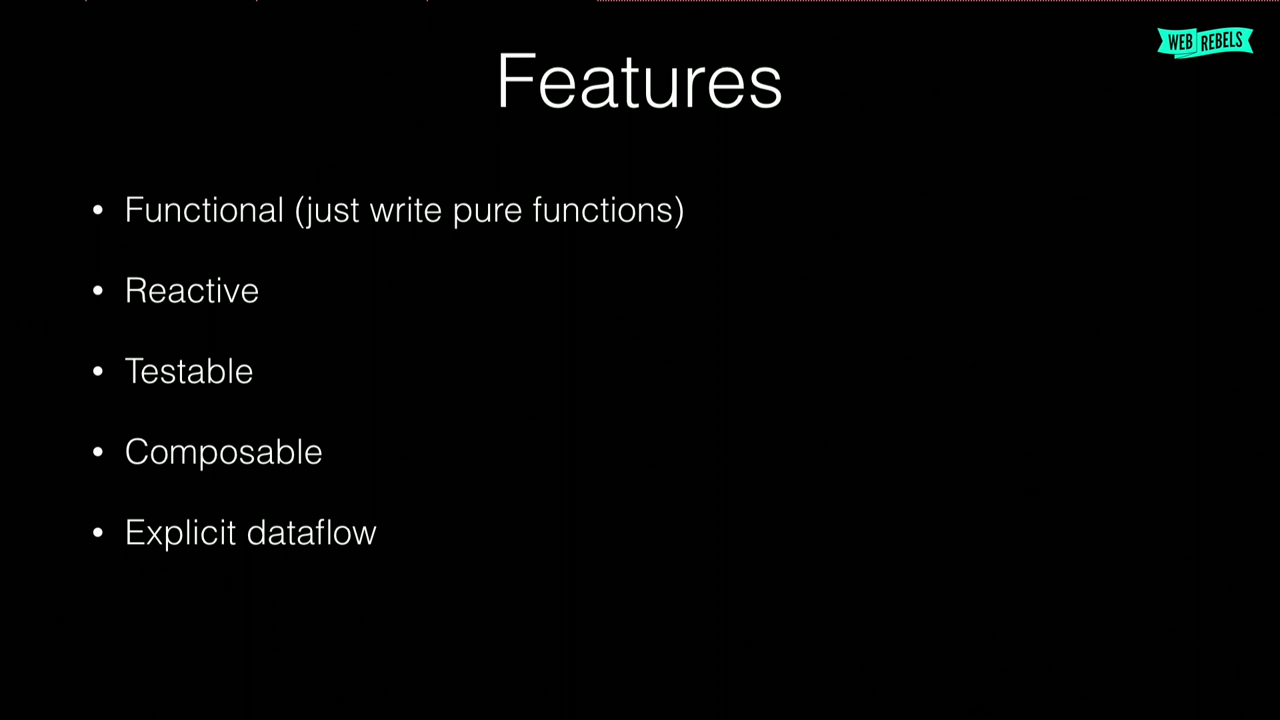 WEB REBELS
Features
• Functional (just write pure functions)
• Reactive
• Testable
• Composable
• Explicit dataflow